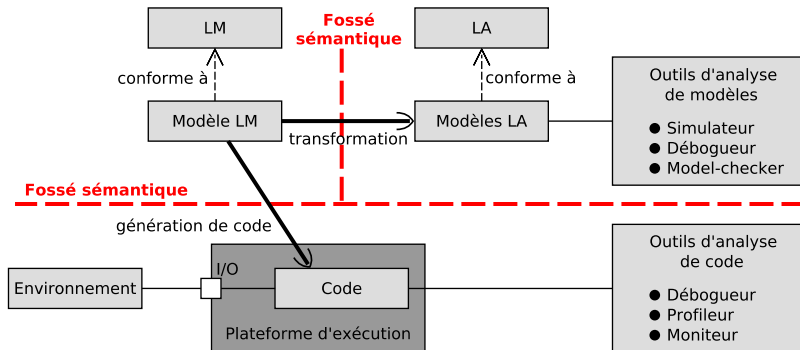 LM
Fossé
sémantique
LA
conforme à
conforme à
Outils d'analyse
de modèles
● Simulateur
● Débogueur
● Model-checker
Modèle LM
transformation
Modèles LA
Fossé sémantique
génération de code
Environnement
I/O
Code
Plateforme d'exécution
Outils d'analyse
de code
● Débogueur
● Profileur
● Moniteur